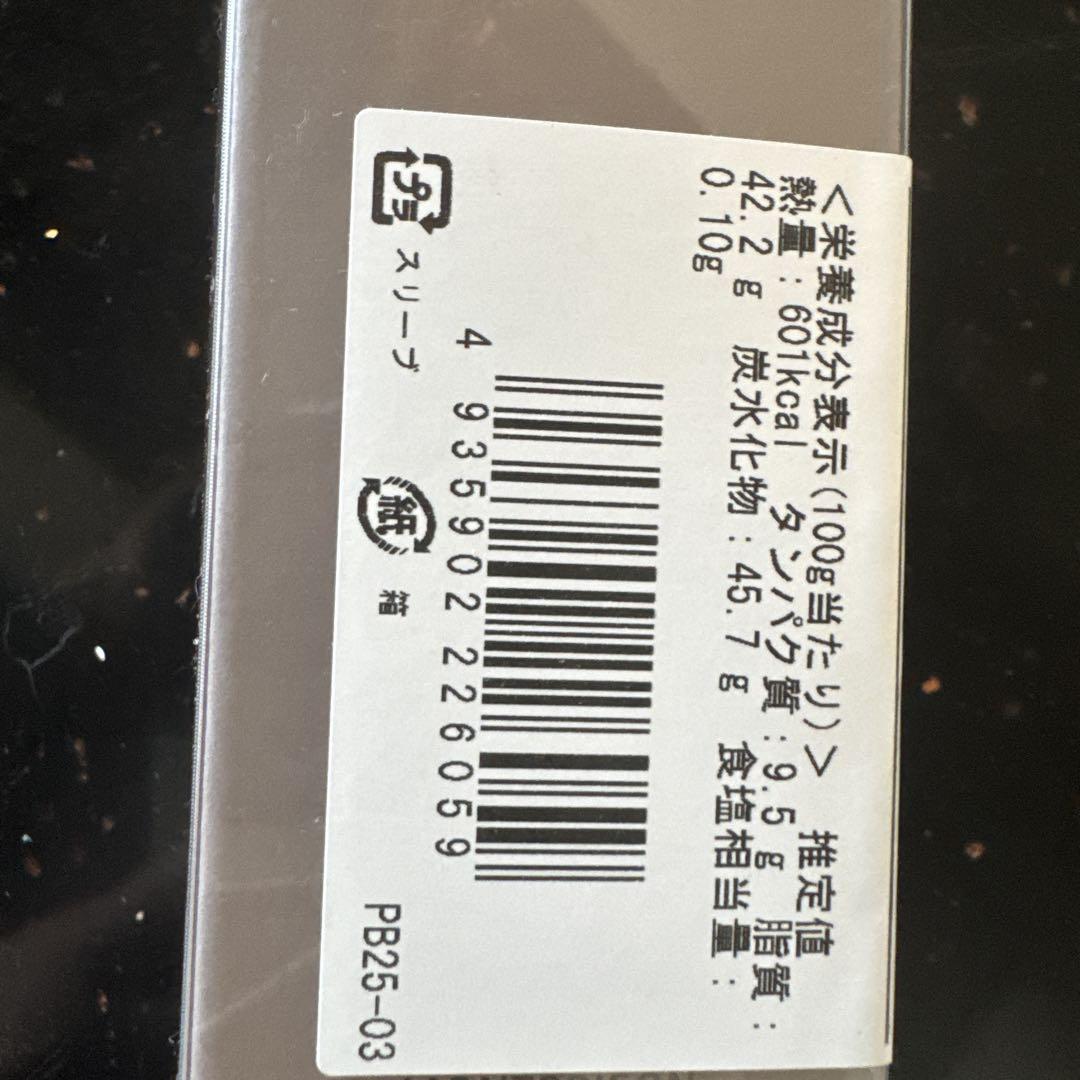 <栄養成分表示(100g当たり)> 推定値
熱量:601kcal タンパク質:9.5g 脂質:
42.2g 炭水化物:45.7g 食塩相当量:
0.10g
4 935902 226059
プラ スリーブ 紙 箱 PB25-03